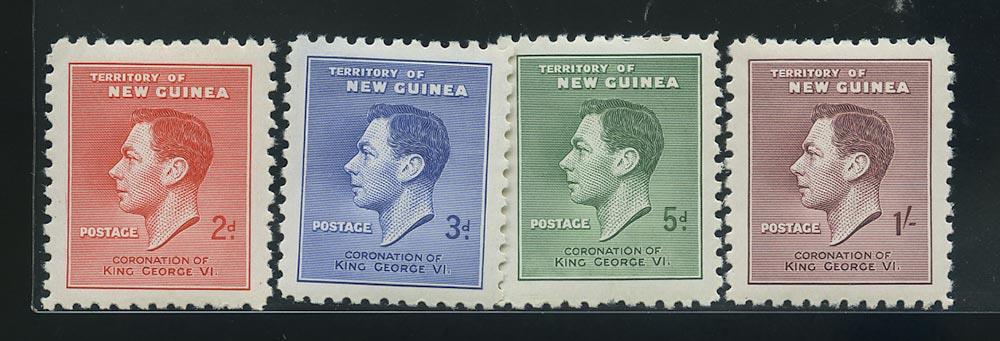 TERRITORY OF
NEW GUINEA
POSTAGE 2d.
CORONATION OF
KING GEORGE VI.
TERRITORY OF
NEW GUINEA
POSTAGE 3d.
CORONATION OF
KING GEORGE VI.
TERRITORY OF
NEW GUINEA
POSTAGE 5d.
CORONATION OF
KING GEORGE VI.
TERRITORY OF
NEW GUINEA
POSTAGE 1/-
CORONATION OF
KING GEORGE VI.